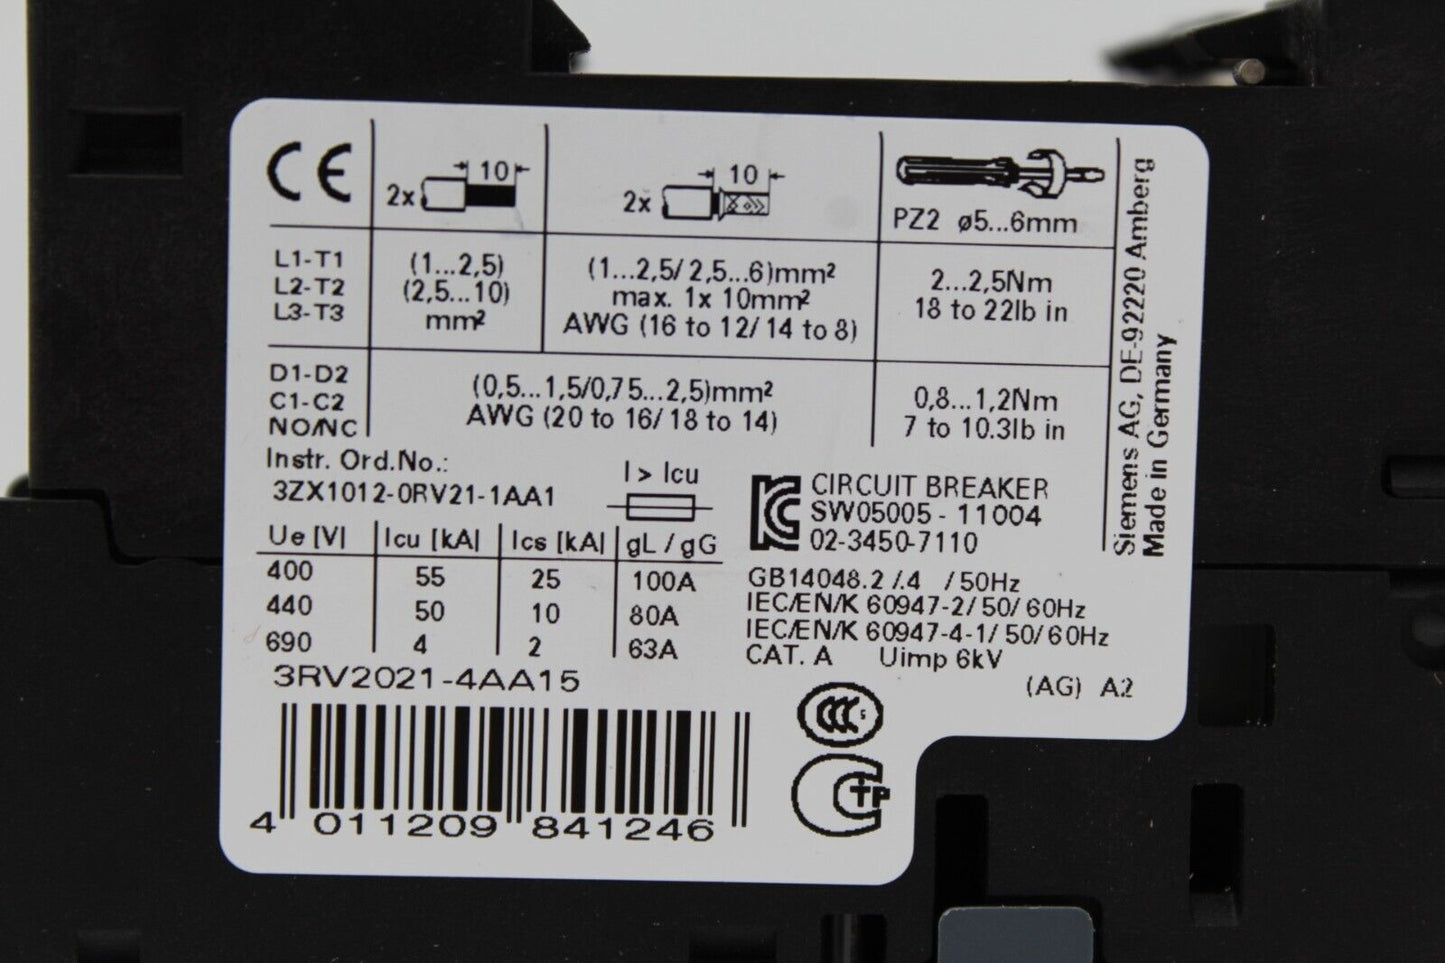 CE
2x 10
2x 10
PZ2 ø5...6mm
L1-T1
L2-T2
L3-T3
(1...2,5)
(2,5...10)
mm²
(1...2,5/2,5...6)mm²
max. 1x 10mm²
AWG (16 to 12/14 to 8)
2...2,5Nm
18 to 22lb in
D1-D2
C1-C2
NO/NC
(0,5...1,5/0,75...2,5)mm²
AWG (20 to 16/18 to 14)
0,8...1,2Nm
7 to 10.3lb in
Siemens AG, DE-92220 Amberg
Made in Germany
Instr. Ord.No.:
3ZX1012-0RV21-1AA1
I > Icu
KC
CIRCUIT BREAKER
SW05005 - 11004
02-3450-7110
Ue [V] Icu [kA] Ics [kA] gL / gG
400 55 25 100A
440 50 10 80A
690 4 2 63A
GB14048.2 /.4 / 50Hz
IEC/EN/K 60947-2/50/60Hz
IEC/EN/K 60947-4-1/50/60Hz
CAT. A Uimp 6kV
(AG) A2
3RV2021-4AA15
CCC S
4 011209 841246
CTP